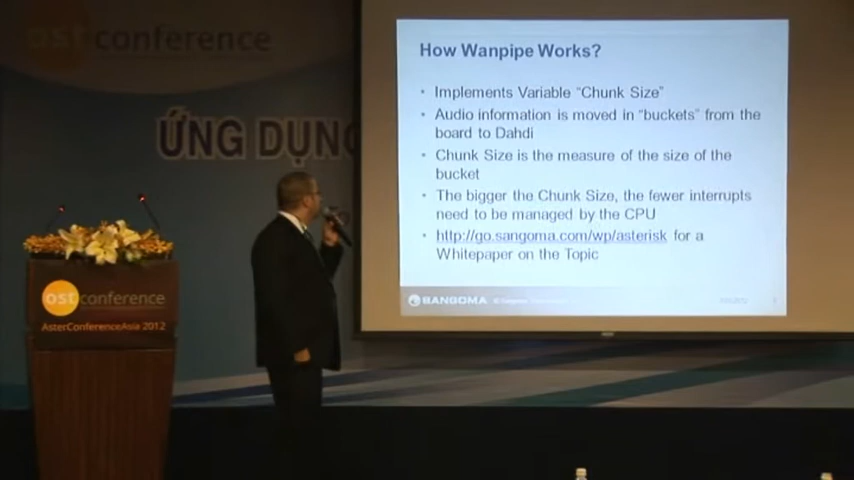 ost conference
ỨNG DỤNG
How Wanpipe Works?
Implements Variable “Chunk Size”
Audio information is moved in “buckets” from the
board to Dahdi
Chunk Size is the measure of the size of the
bucket
The bigger the Chunk Size, the fewer interrupts
need to be managed by the CPU
http://go.sangoma.com/wp/asterisk for a
Whitepaper on the Topic
SANGOMA
ost conference
AsterConferenceAsia 2012